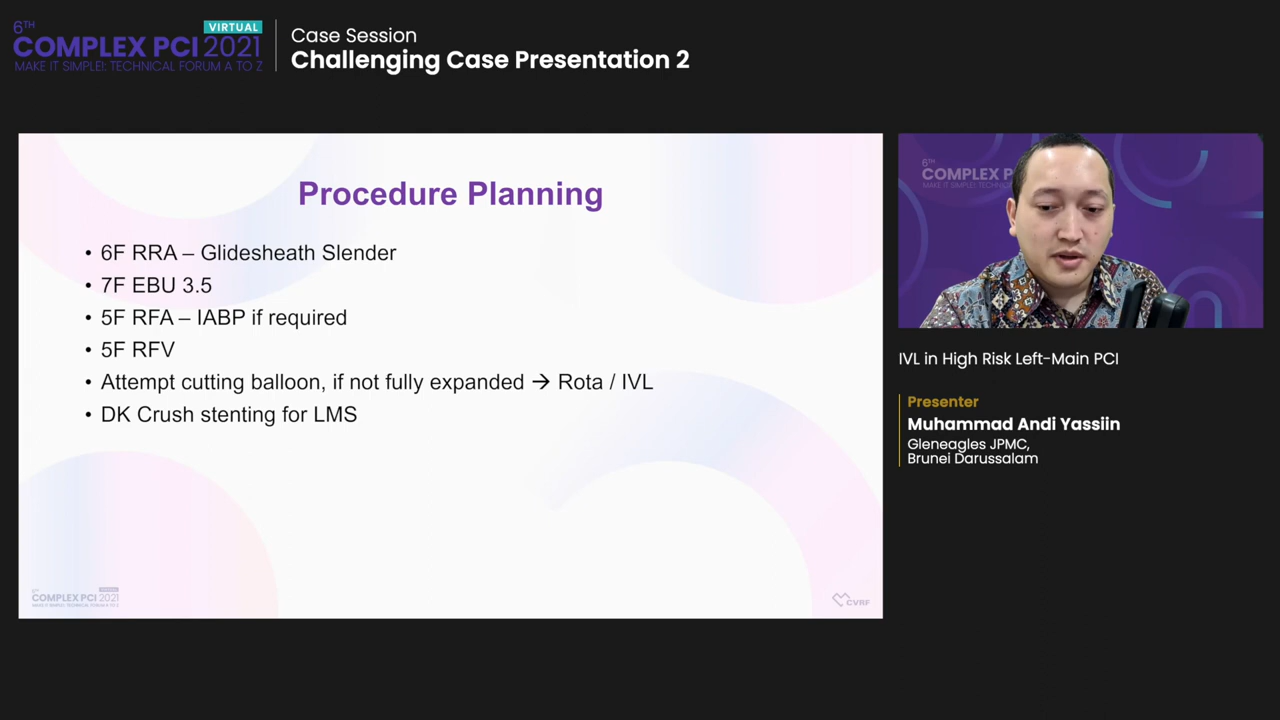 6TH
VIRTUAL
COMPLEX PCI 2021
MAKE IT SIMPLE!: TECHNICAL FORUM A TO Z
Case Session
Challenging Case Presentation 2
Procedure Planning
• 6F RRA – Glidesheath Slender
• 7F EBU 3.5
• 5F RFA – IABP if required
• 5F RFV
• Attempt cutting balloon, if not fully expanded → Rota / IVL
• DK Crush stenting for LMS
COMPLEX PCI 2021
CVRF
6TH
COMPLEX P
IVL in High Risk Left-Main PCI
Presenter
Muhammad Andi Yassiin
Gleneagles JPMC,
Brunei Darussalam